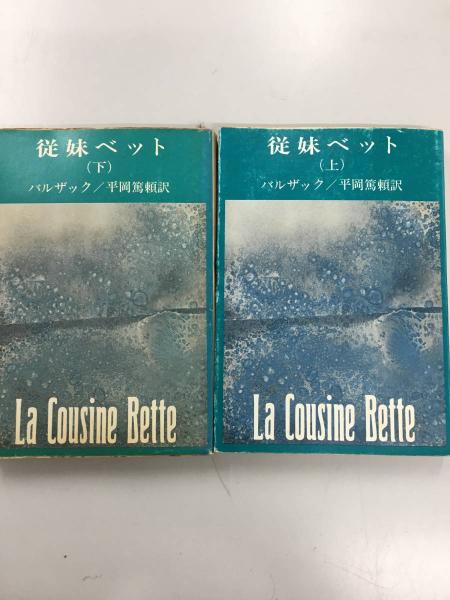 従妹ベット
(下)
バルザック/平岡篤頼訳
La Cousine Bette
従妹ベット
(上)
バルザック/平岡篤頼訳
La Cousine Bette